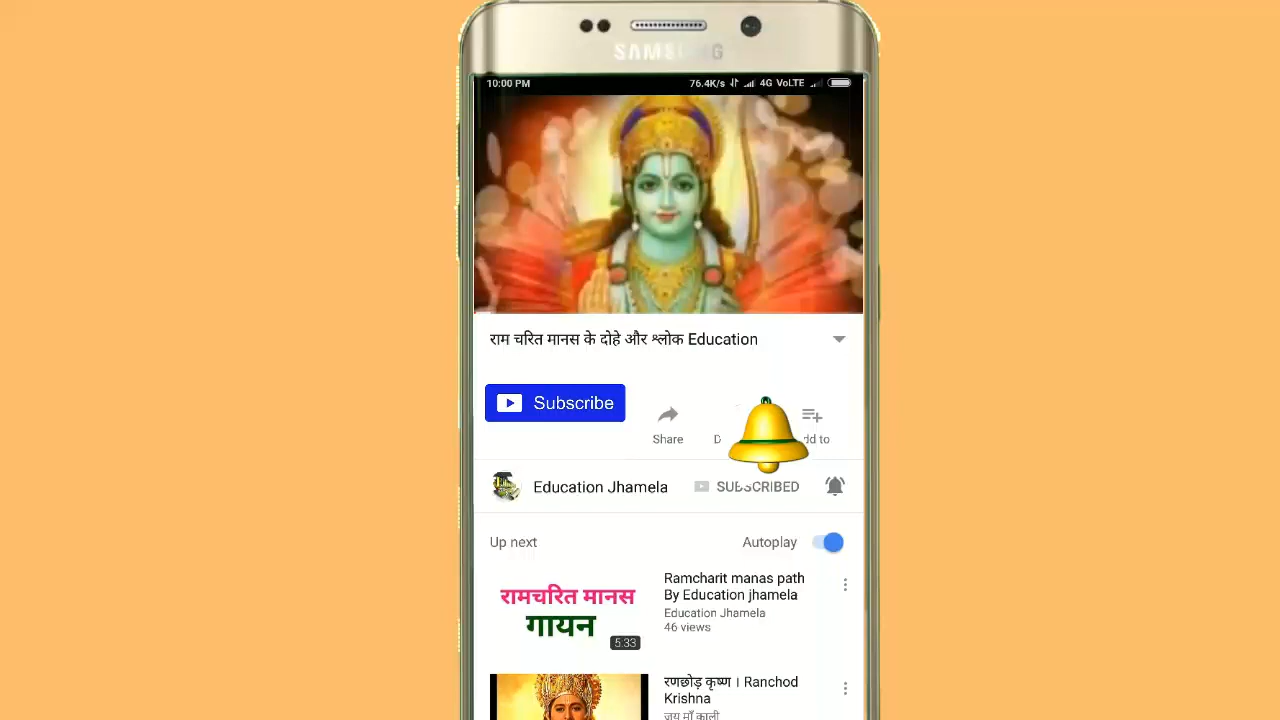 SAMSUNG
10:00 PM 76.4K/s 4G VoLTE
राम चरित मानस के दोहे और श्लोक Education
Subscribe
Share
D dd to
Education Jhamela SUBSCRIBED
Up next Autoplay
रामचरित मानस
गायन
5:33
Ramcharit manas path
By Education jhamela
Education Jhamela
46 views
रणछोड़ कृष्ण । Ranchod
Krishna
जय माँ काली